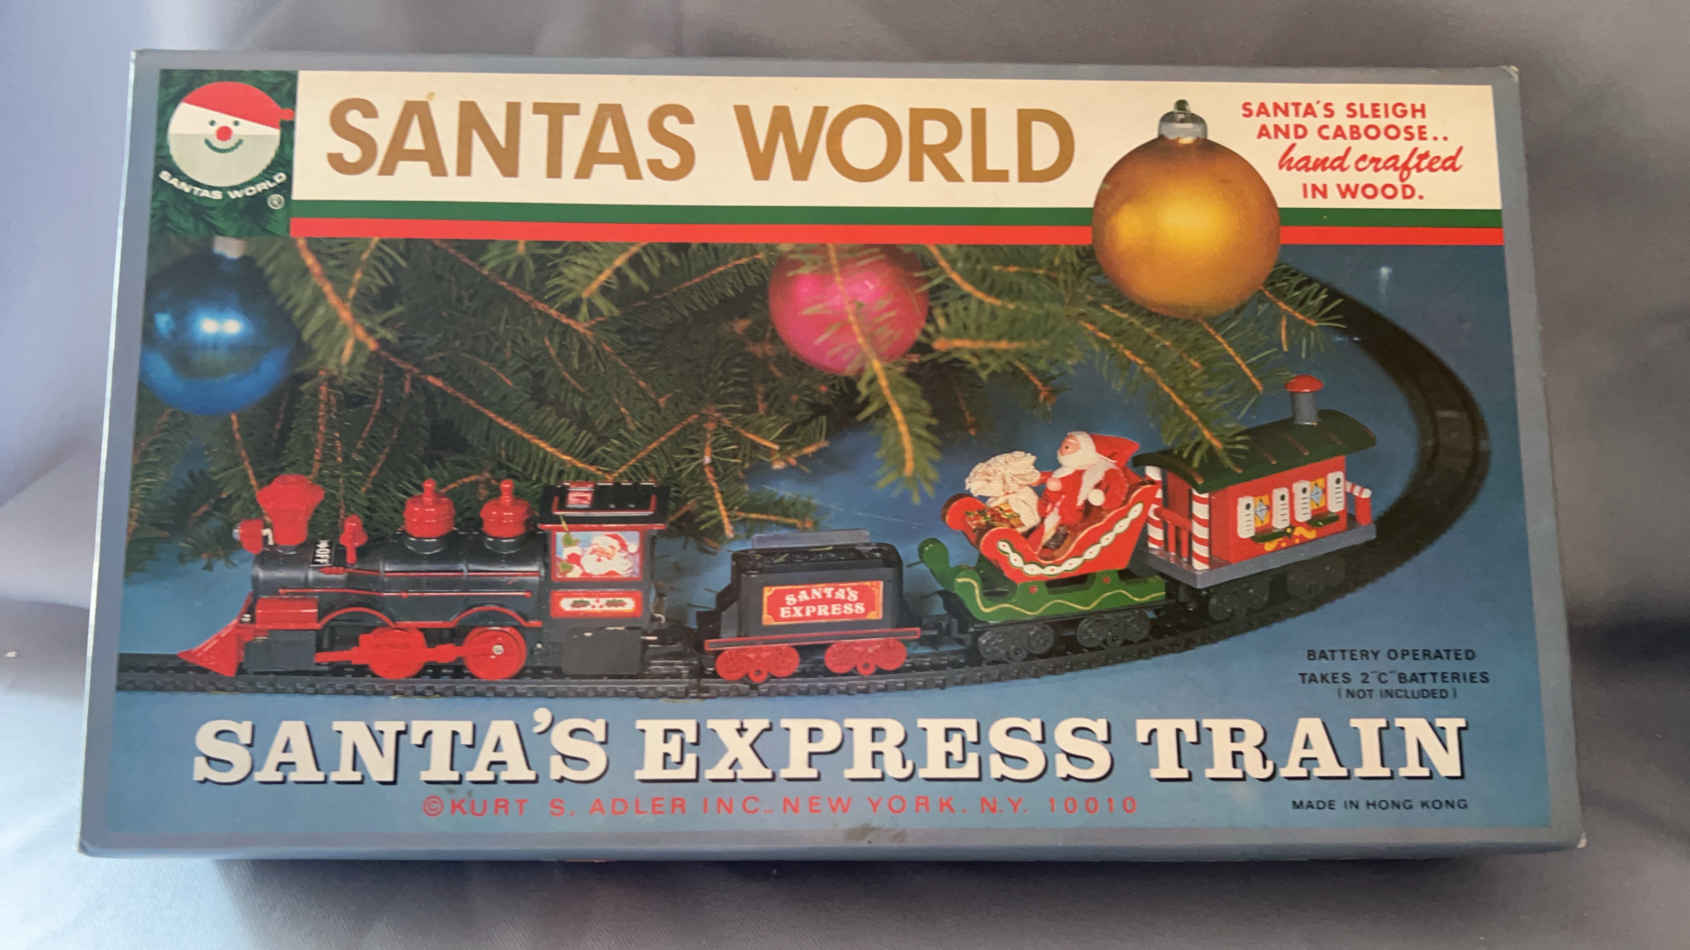 SANTAS WORLD
®
SANTAS WORLD
SANTA'S SLEIGH
AND CABOOSE..
hand crafted
IN WOOD.
OFF
SANTA'S
EXPRESS
BATTERY OPERATED
TAKES 2 "C" BATTERIES
(NOT INCLUDED)
SANTA'S EXPRESS TRAIN
©KURT S. ADLER INC. NEW YORK. N.Y. 10010
MADE IN HONG KONG